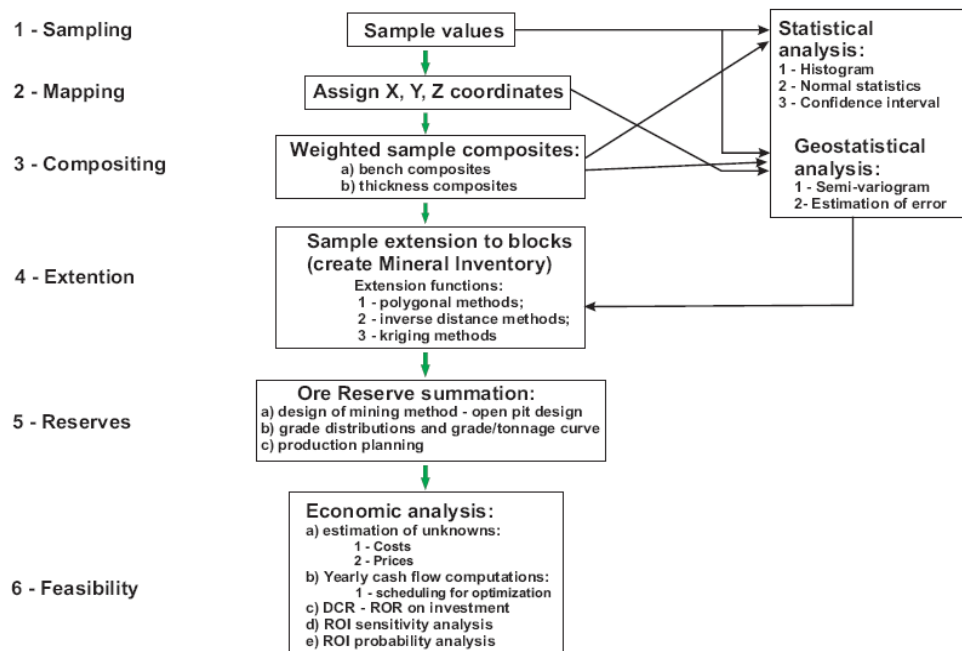 1 - Sampling
Sample values
2 - Mapping
Assign X, Y, Z coordinates
3 - Compositing
Weighted sample composites:
a) bench composites
b) thickness composites
Statistical
analysis:
1 - Histogram
2 - Normal statistics
3 - Confidence interval
Geostatistical
analysis:
1 - Semi-variogram
2- Estimation of error
4 - Extention
Sample extension to blocks
(create Mineral Inventory)
Extension functions:
1 - polygonal methods;
2 - inverse distance methods;
3 - kriging methods
5 - Reserves
Ore Reserve summation:
a) design of mining method - open pit design
b) grade distributions and grade/tonnage curve
c) production planning
6 - Feasibility
Economic analysis:
a) estimation of unknowns:
1 - Costs
2 - Prices
b) Yearly cash flow computations:
1 - scheduling for optimization
c) DCR - ROR on investment
d) ROI sensitivity analysis
e) ROI probability analysis